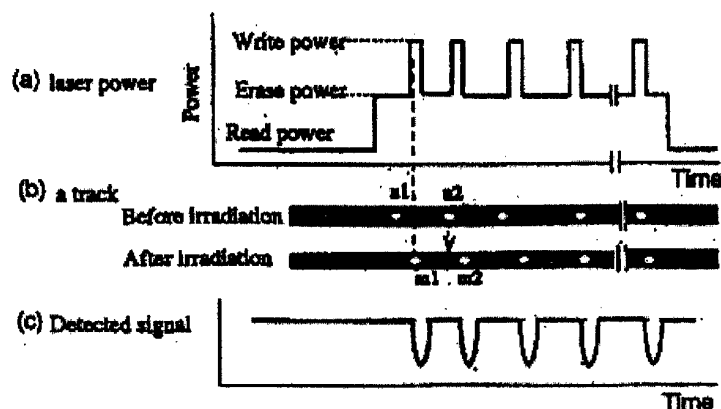 Write power
(a) laser power
Power
Erase power
Read power
Time
(b) a track
a1 a2
Before irradiation
After irradiation
m1 . m2
(c) Detected signal
Time